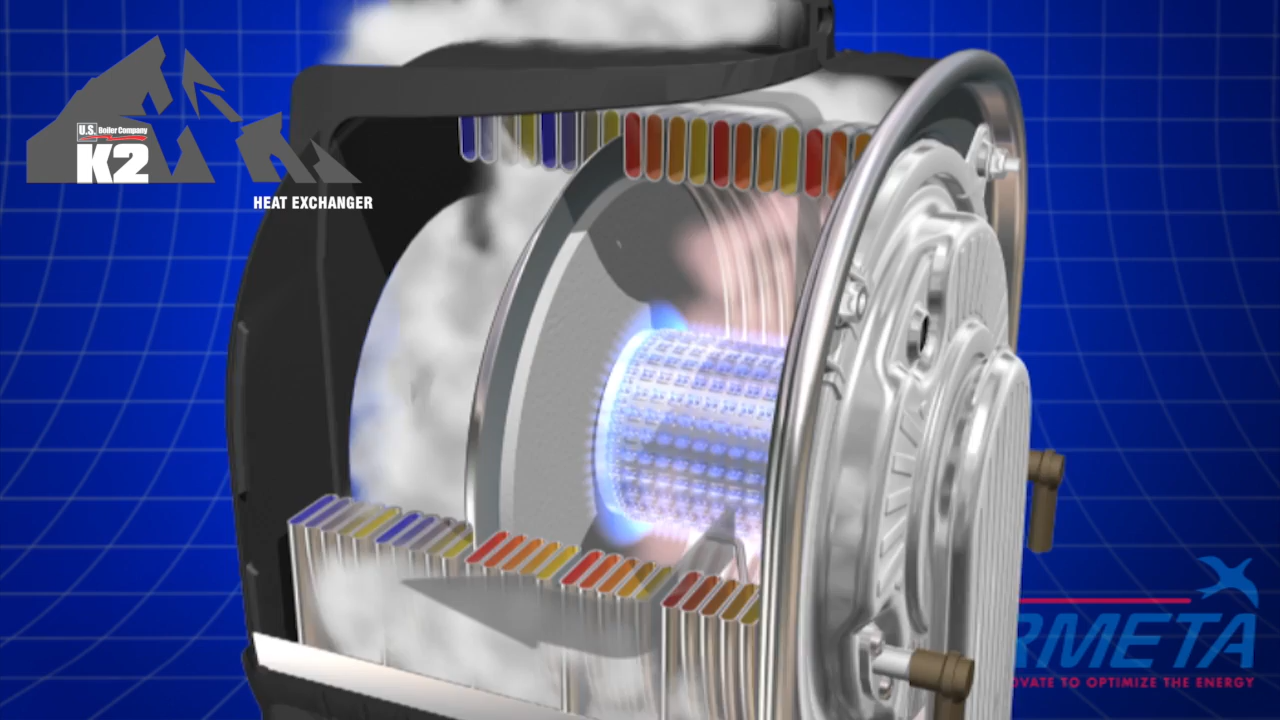 U.S. Boiler Company
K2
HEAT EXCHANGER
RMETA
OVATE TO OPTIMIZE THE ENERGY